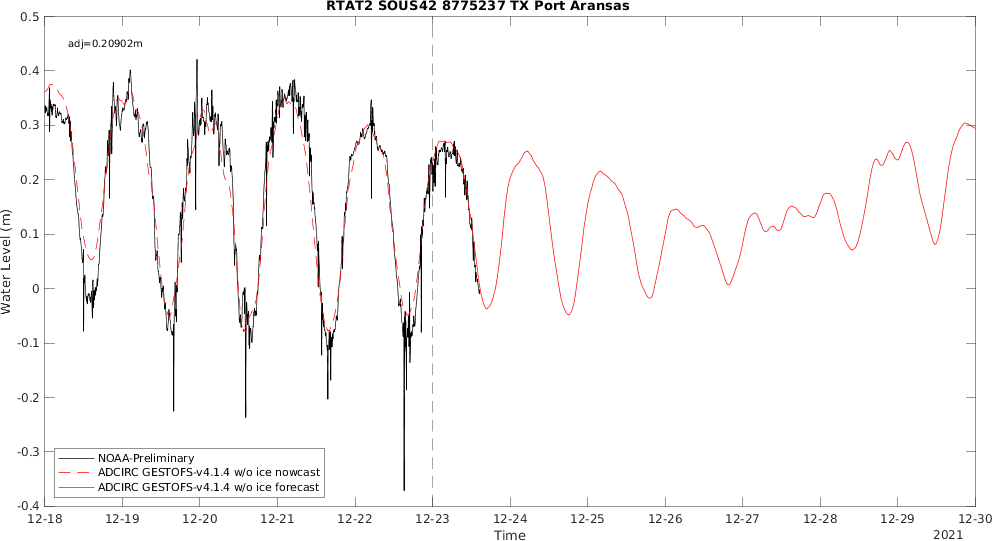 RTAT2 SOUS42 8775237 TX Port Aransas
adj=0.20902m
0.5
0.4
0.3
0.2
0.1
0
-0.1
-0.2
-0.3
-0.4
Water Level (m)
NOAA-Preliminary
ADCIRC GESTOFS-v4.1.4 w/o ice nowcast
ADCIRC GESTOFS-v4.1.4 w/o ice forecast
12-18 12-19 12-20 12-21 12-22 12-23 12-24 12-25 12-26 12-27 12-28 12-29 12-30
Time
2021